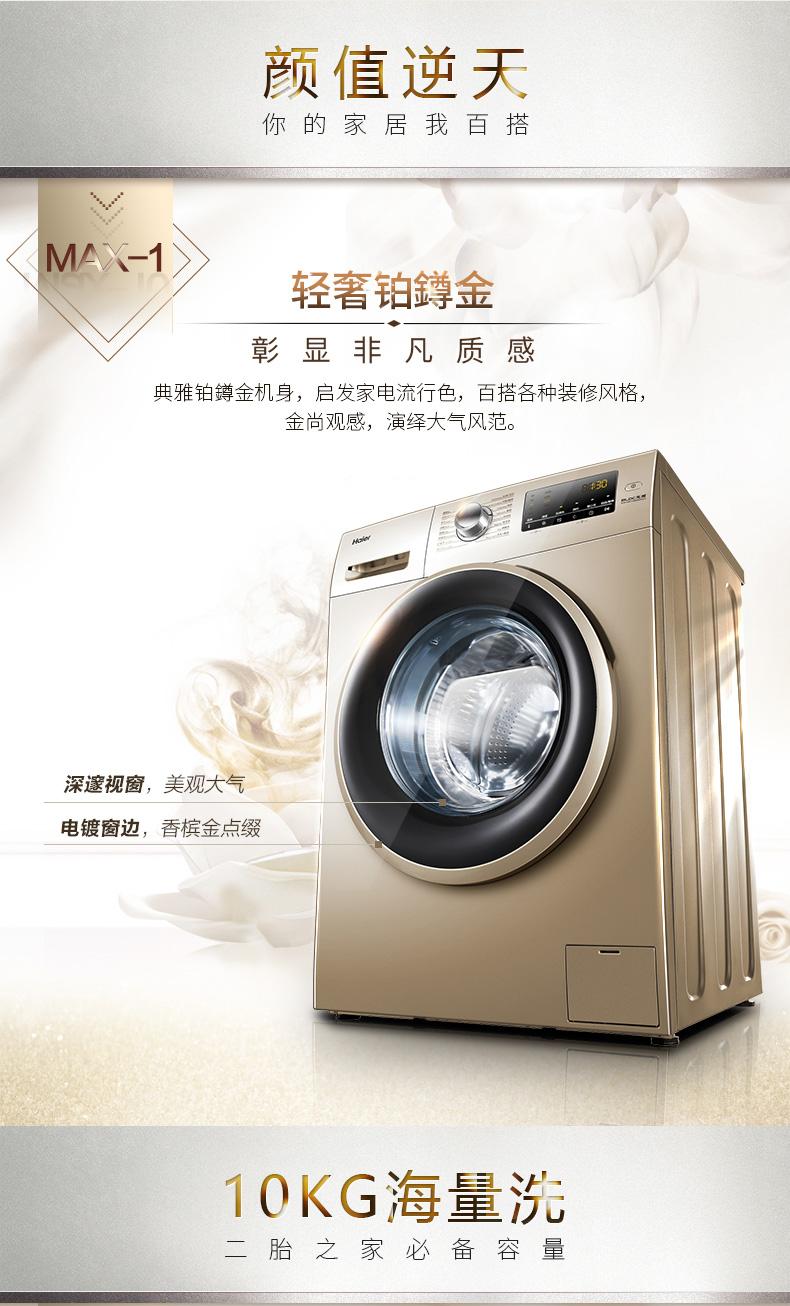 颜值逆天
你的家居我百搭
MAX-1
轻奢铂鐏金
彰显非凡质感
典雅铂鐏金机身，启发家电流行色，百搭各种装修风格，
金尚观感，演绎大气风范。
Haier
1:30
深邃视窗，美观大气
电镀窗边，香槟金点缀
10KG海量洗
二胎之家必备容量